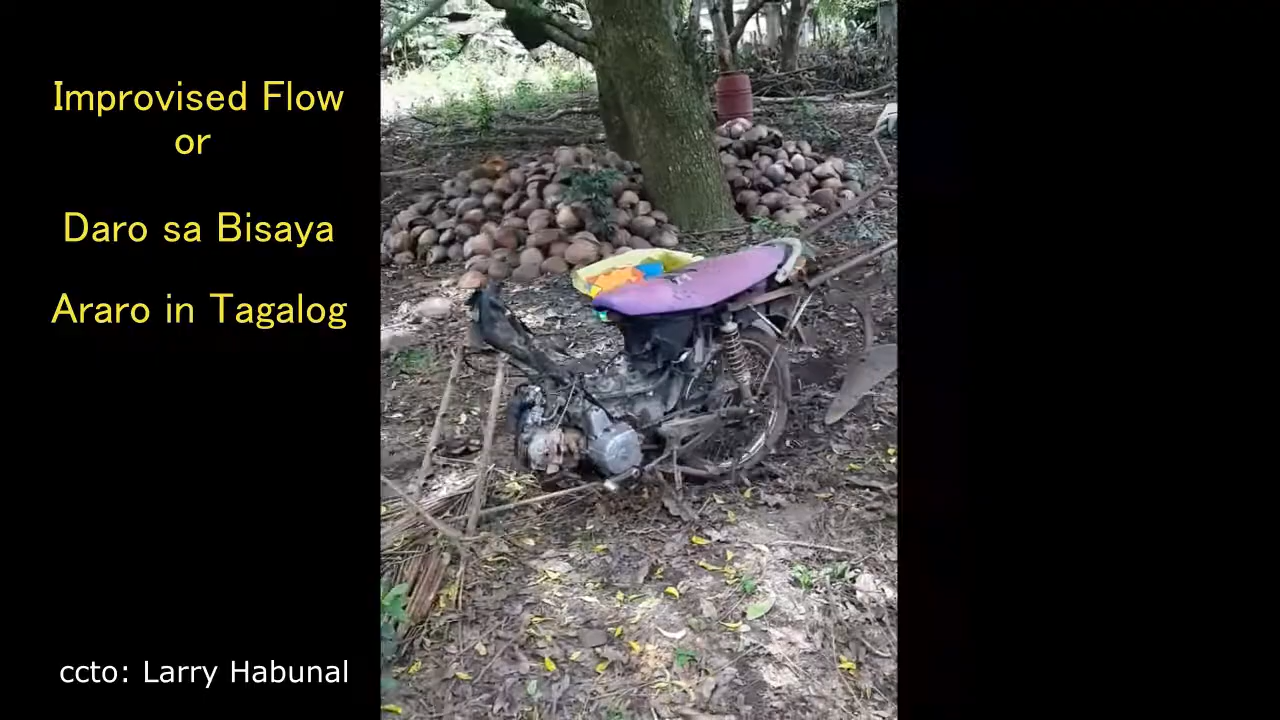 Improvised Flow
or
Daro sa Bisaya
Araro in Tagalog
ccto: Larry Habunal